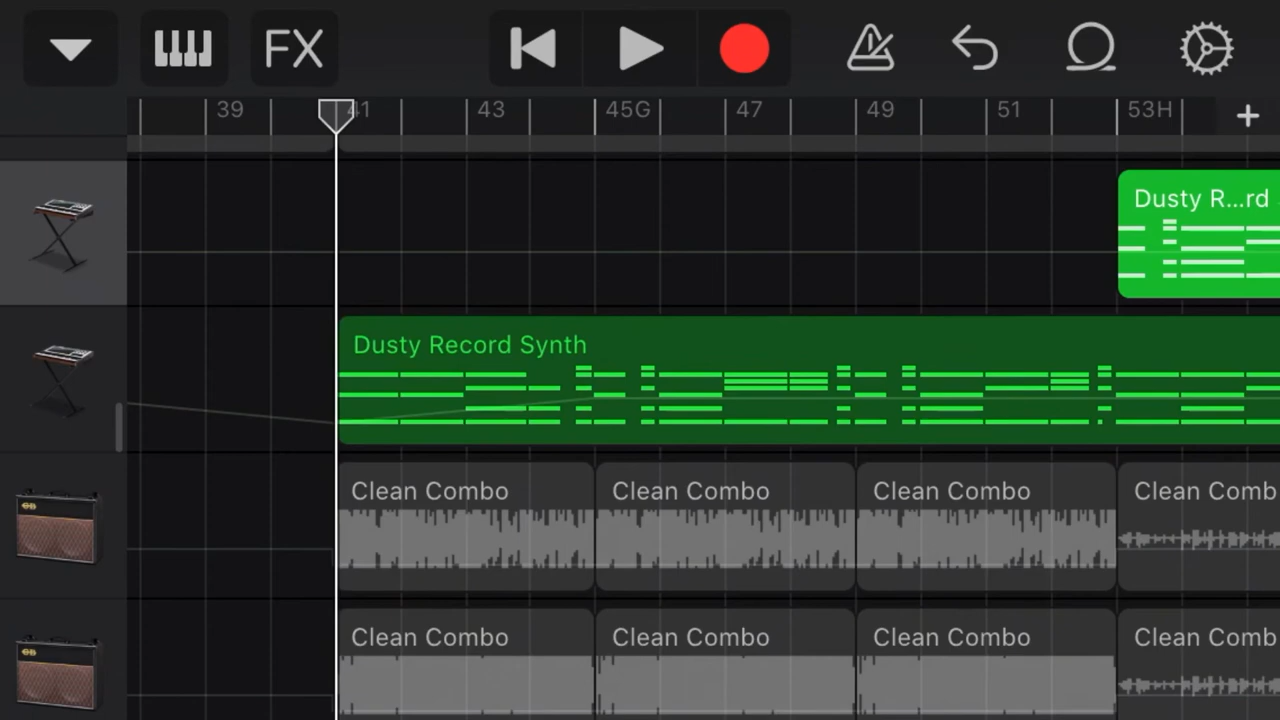 FX
39 41 43 45G 47 49 51 53H +
Dusty R...rd
Dusty Record Synth
Clean Combo Clean Combo Clean Combo Clean Comb
Clean Combo Clean Combo Clean Combo Clean Comb